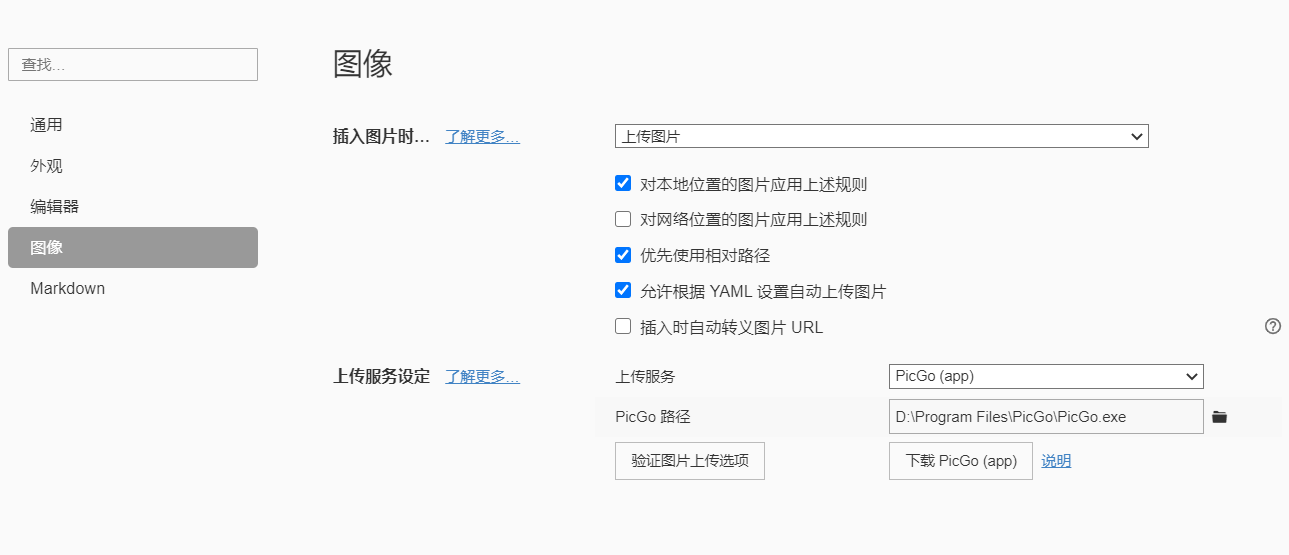 查找...
通用
外观
编辑器
图像
Markdown
图像
插入图片时... 了解更多... 上传图片
对本地位置的图片应用上述规则
对网络位置的图片应用上述规则
优先使用相对路径
允许根据 YAML 设置自动上传图片
插入时自动转义图片 URL ?
上传服务设定 了解更多... 上传服务 PicGo (app)
PicGo 路径 D:\Program Files\PicGo\PicGo.exe
验证图片上传选项 下载 PicGo (app) 说明